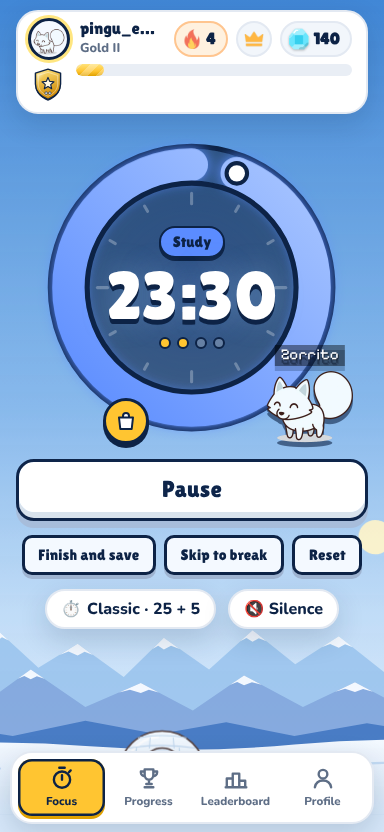 pingu_e...
Gold II
4
140
Study
23:30
Zorrito
Pause
Finish and save
Skip to break
Reset
Classic · 25 + 5
Silence
Focus
Progress
Leaderboard
Profile